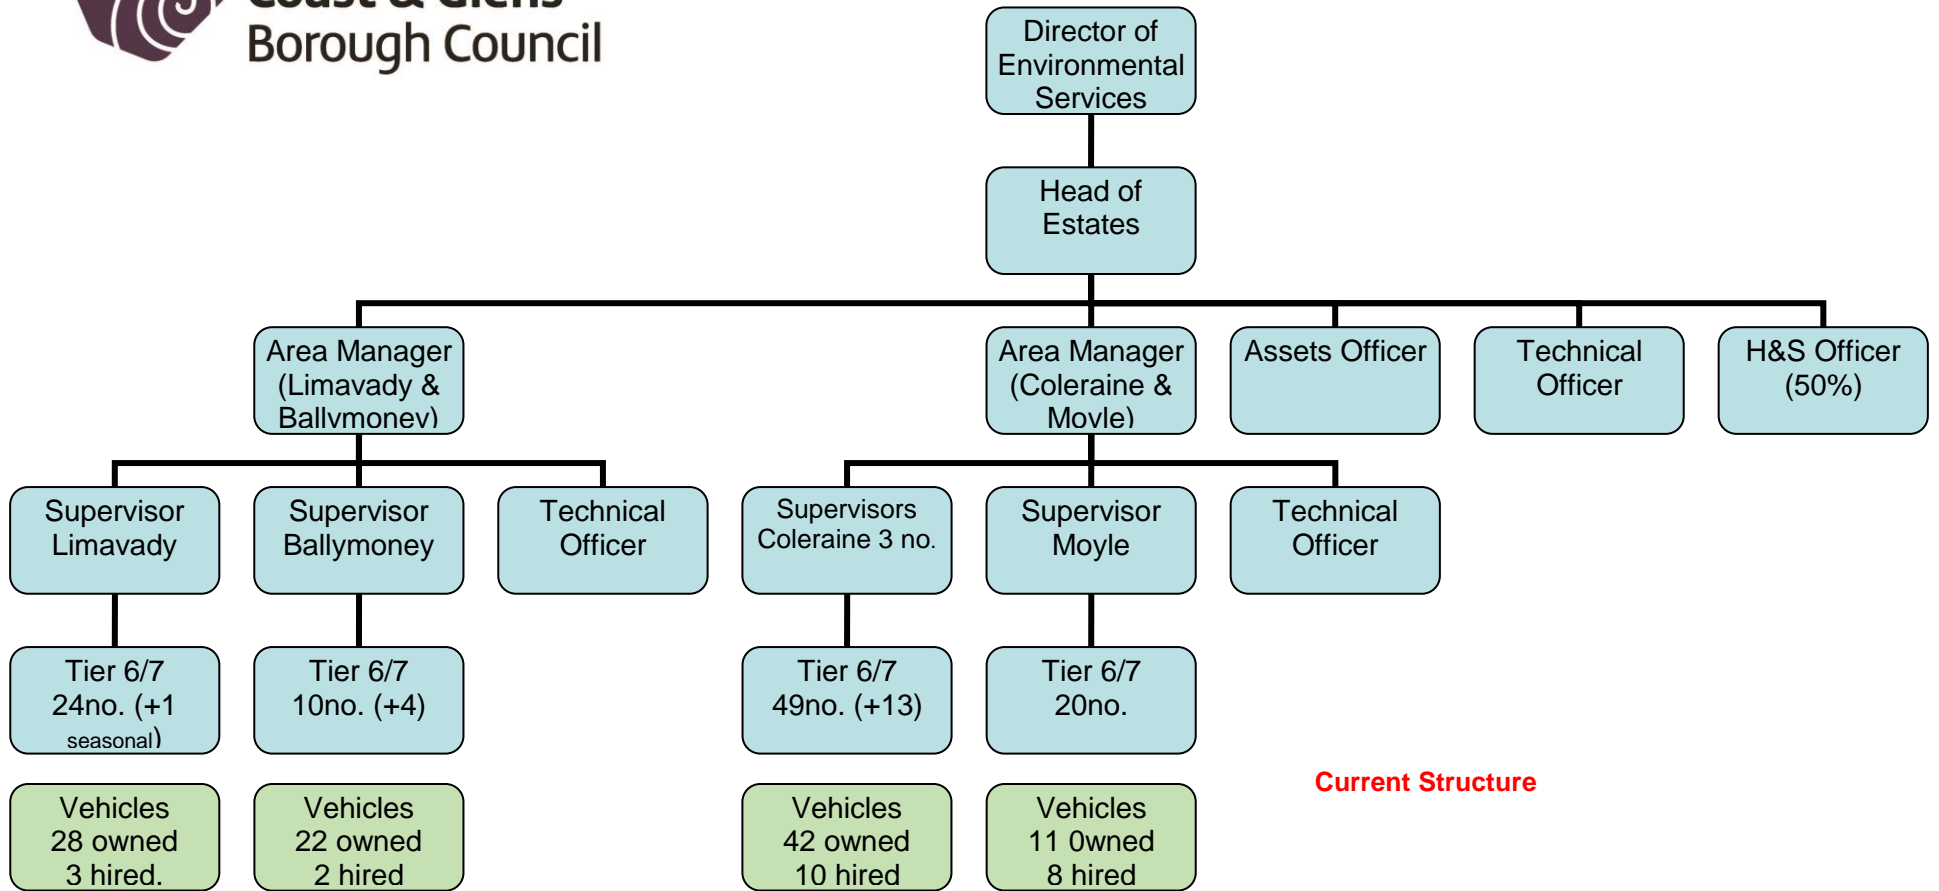 Coast & Glens
Borough Council
Director of
Environmental
Services
Head of
Estates
Area Manager
(Limavady &
Ballymoney)
Area Manager
(Coleraine &
Moyle)
Assets Officer
Technical
Officer
H&S Officer
(50%)
Supervisor
Limavady
Supervisor
Ballymoney
Technical
Officer
Supervisors
Coleraine 3 no.
Supervisor
Moyle
Technical
Officer
Tier 6/7
24no. (+1
seasonal)
Tier 6/7
10no. (+4)
Tier 6/7
49no. (+13)
Tier 6/7
20no.
Vehicles
28 owned
3 hired.
Vehicles
22 owned
2 hired
Vehicles
42 owned
10 hired
Vehicles
11 0wned
8 hired
Current Structure